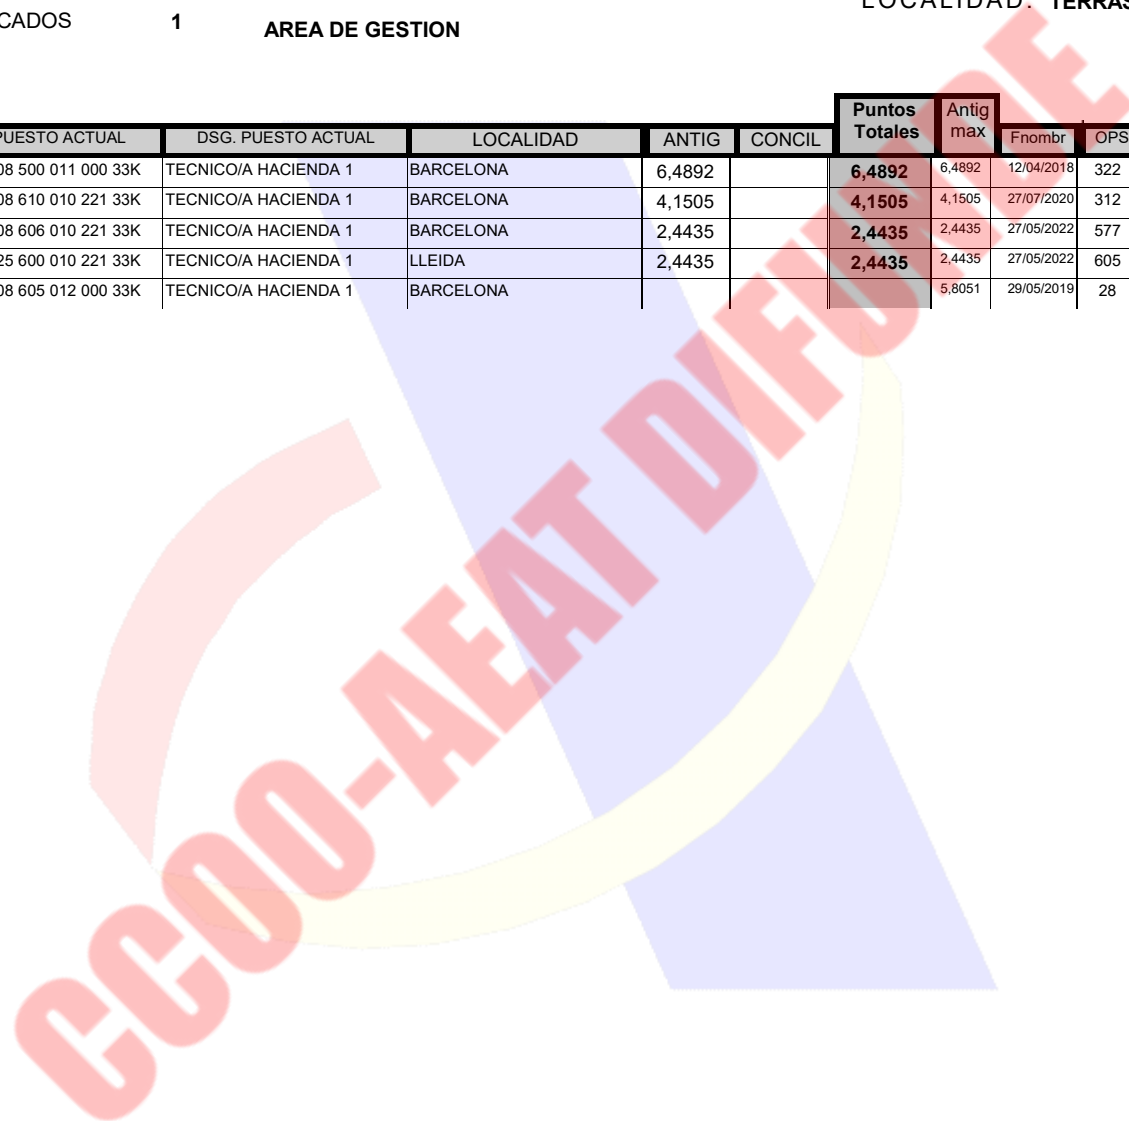 LOCALIDAD: TERRAS
CADOS 1 AREA DE GESTION
PUESTO ACTUAL DSG. PUESTO ACTUAL LOCALIDAD ANTIG CONCIL Puntos Totales Antig max Fnombr OPS
08 500 011 000 33K TECNICO/A HACIENDA 1 BARCELONA 6,4892 6,4892 6,4892 12/04/2018 322
08 610 010 221 33K TECNICO/A HACIENDA 1 BARCELONA 4,1505 4,1505 4,1505 27/07/2020 312
08 606 010 221 33K TECNICO/A HACIENDA 1 BARCELONA 2,4435 2,4435 2,4435 27/05/2022 577
25 600 010 221 33K TECNICO/A HACIENDA 1 LLEIDA 2,4435 2,4435 2,4435 27/05/2022 605
08 605 012 000 33K TECNICO/A HACIENDA 1 BARCELONA 5,8051 29/05/2019 28
CCOO-AEAT DIFUNDE